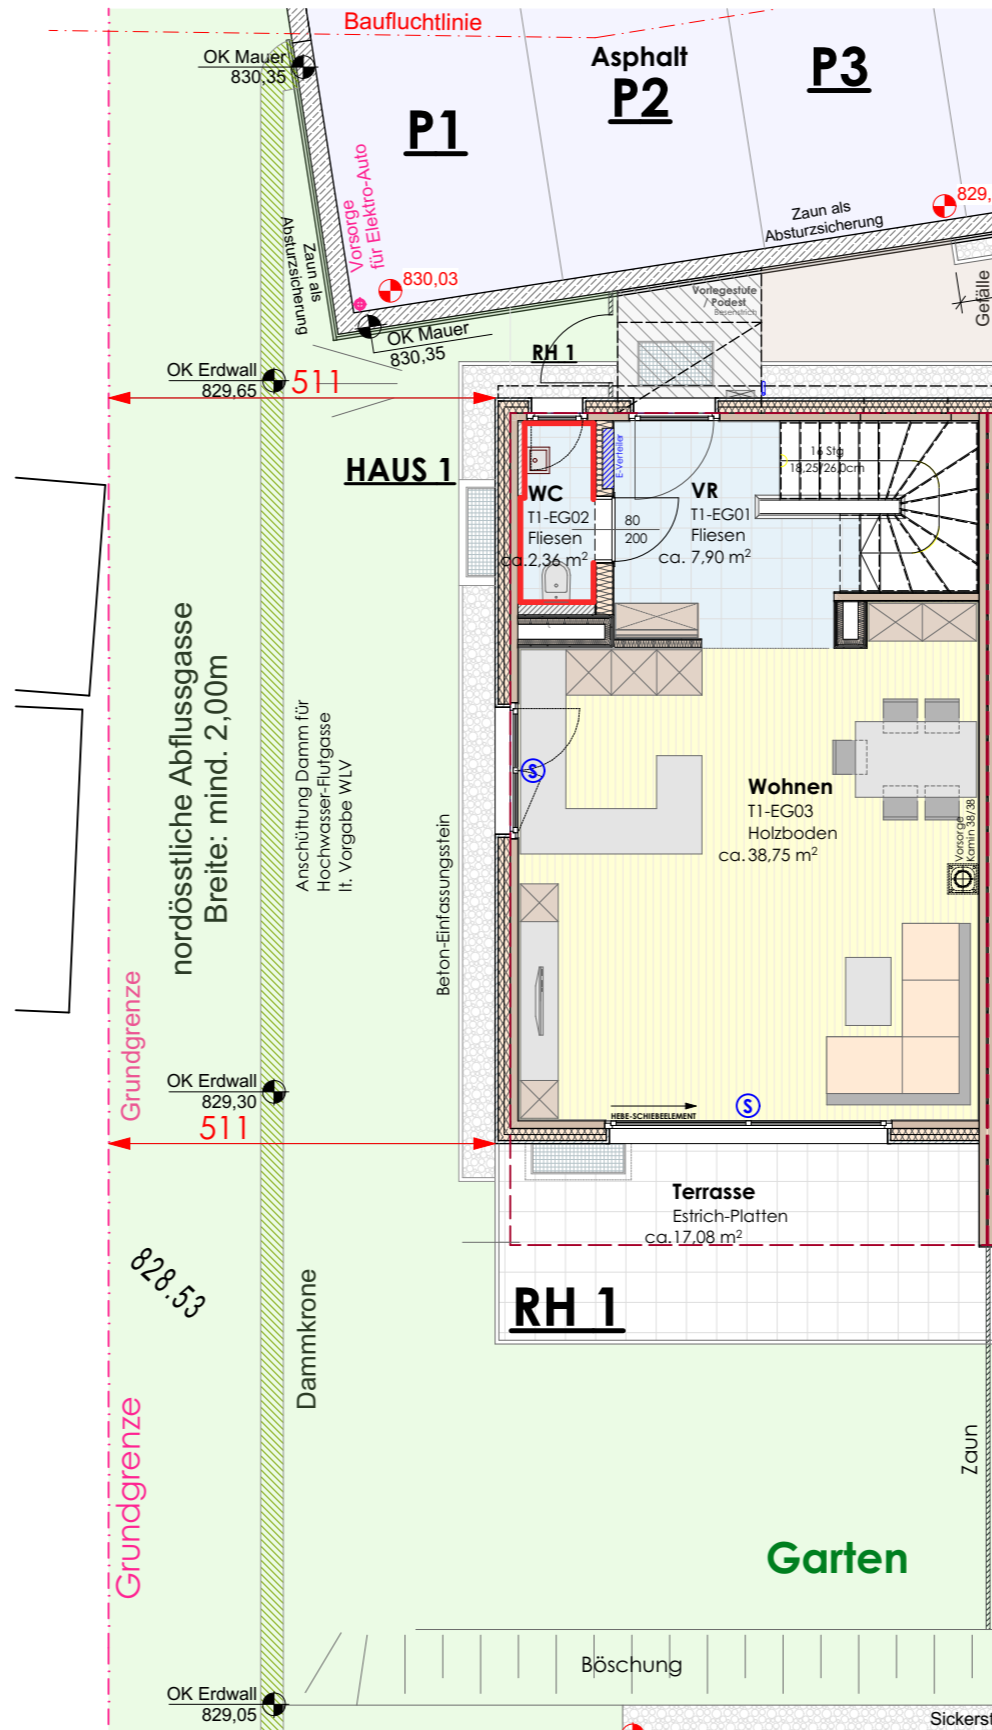 Baufluchtlinie
OK Mauer
830,35
Asphalt
P1
P2
P3
Vorsorge
für Elektro-Auto
Zaun als
Absturzsicherung
Zaun als
Absturzsicherung
829,
830,03
OK Mauer
830,35
Vorlegestufe
/ Podest
Besenstrich
Gefälle
RH 1
OK Erdwall
829.65
511
HAUS 1
E-Verteiler
WC
T1-EG02
Fliesen
ca.2,36 m²
80
200
VR
T1-EG01
Fliesen
ca. 7,90 m²
16 Stg
18,25/26,0cm
nordösstliche Abflussgasse
Breite: mind. 2,00m
Anschüttung Damm für
Hochwasser-Flutgasse
lt. Vorgabe WLV
Beton-Einfassungsstein
S
Wohnen
T1-EG03
Holzboden
ca.38,75 m²
Vorsorge
Kamin 38/38
Grundgrenze
OK Erdwall
829,30
511
HEBE-SCHIEBEELEMENT
S
Terrasse
Estrich-Platten
ca.17,08 m²
RH 1
828.53
Dammkrone
Grundgrenze
Zaun
Garten
Böschung
OK Erdwall
829,05
Sickerst